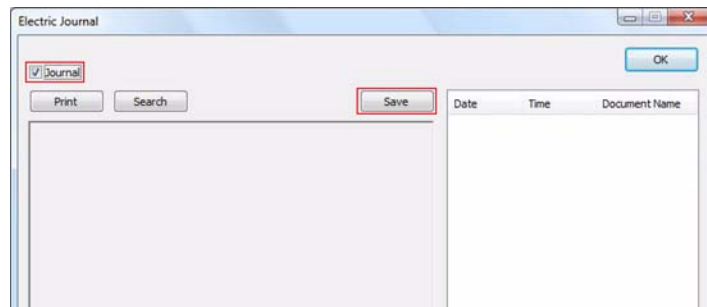 Electric Journal
OK
Journal
Print Search Save
Date Time Document Name